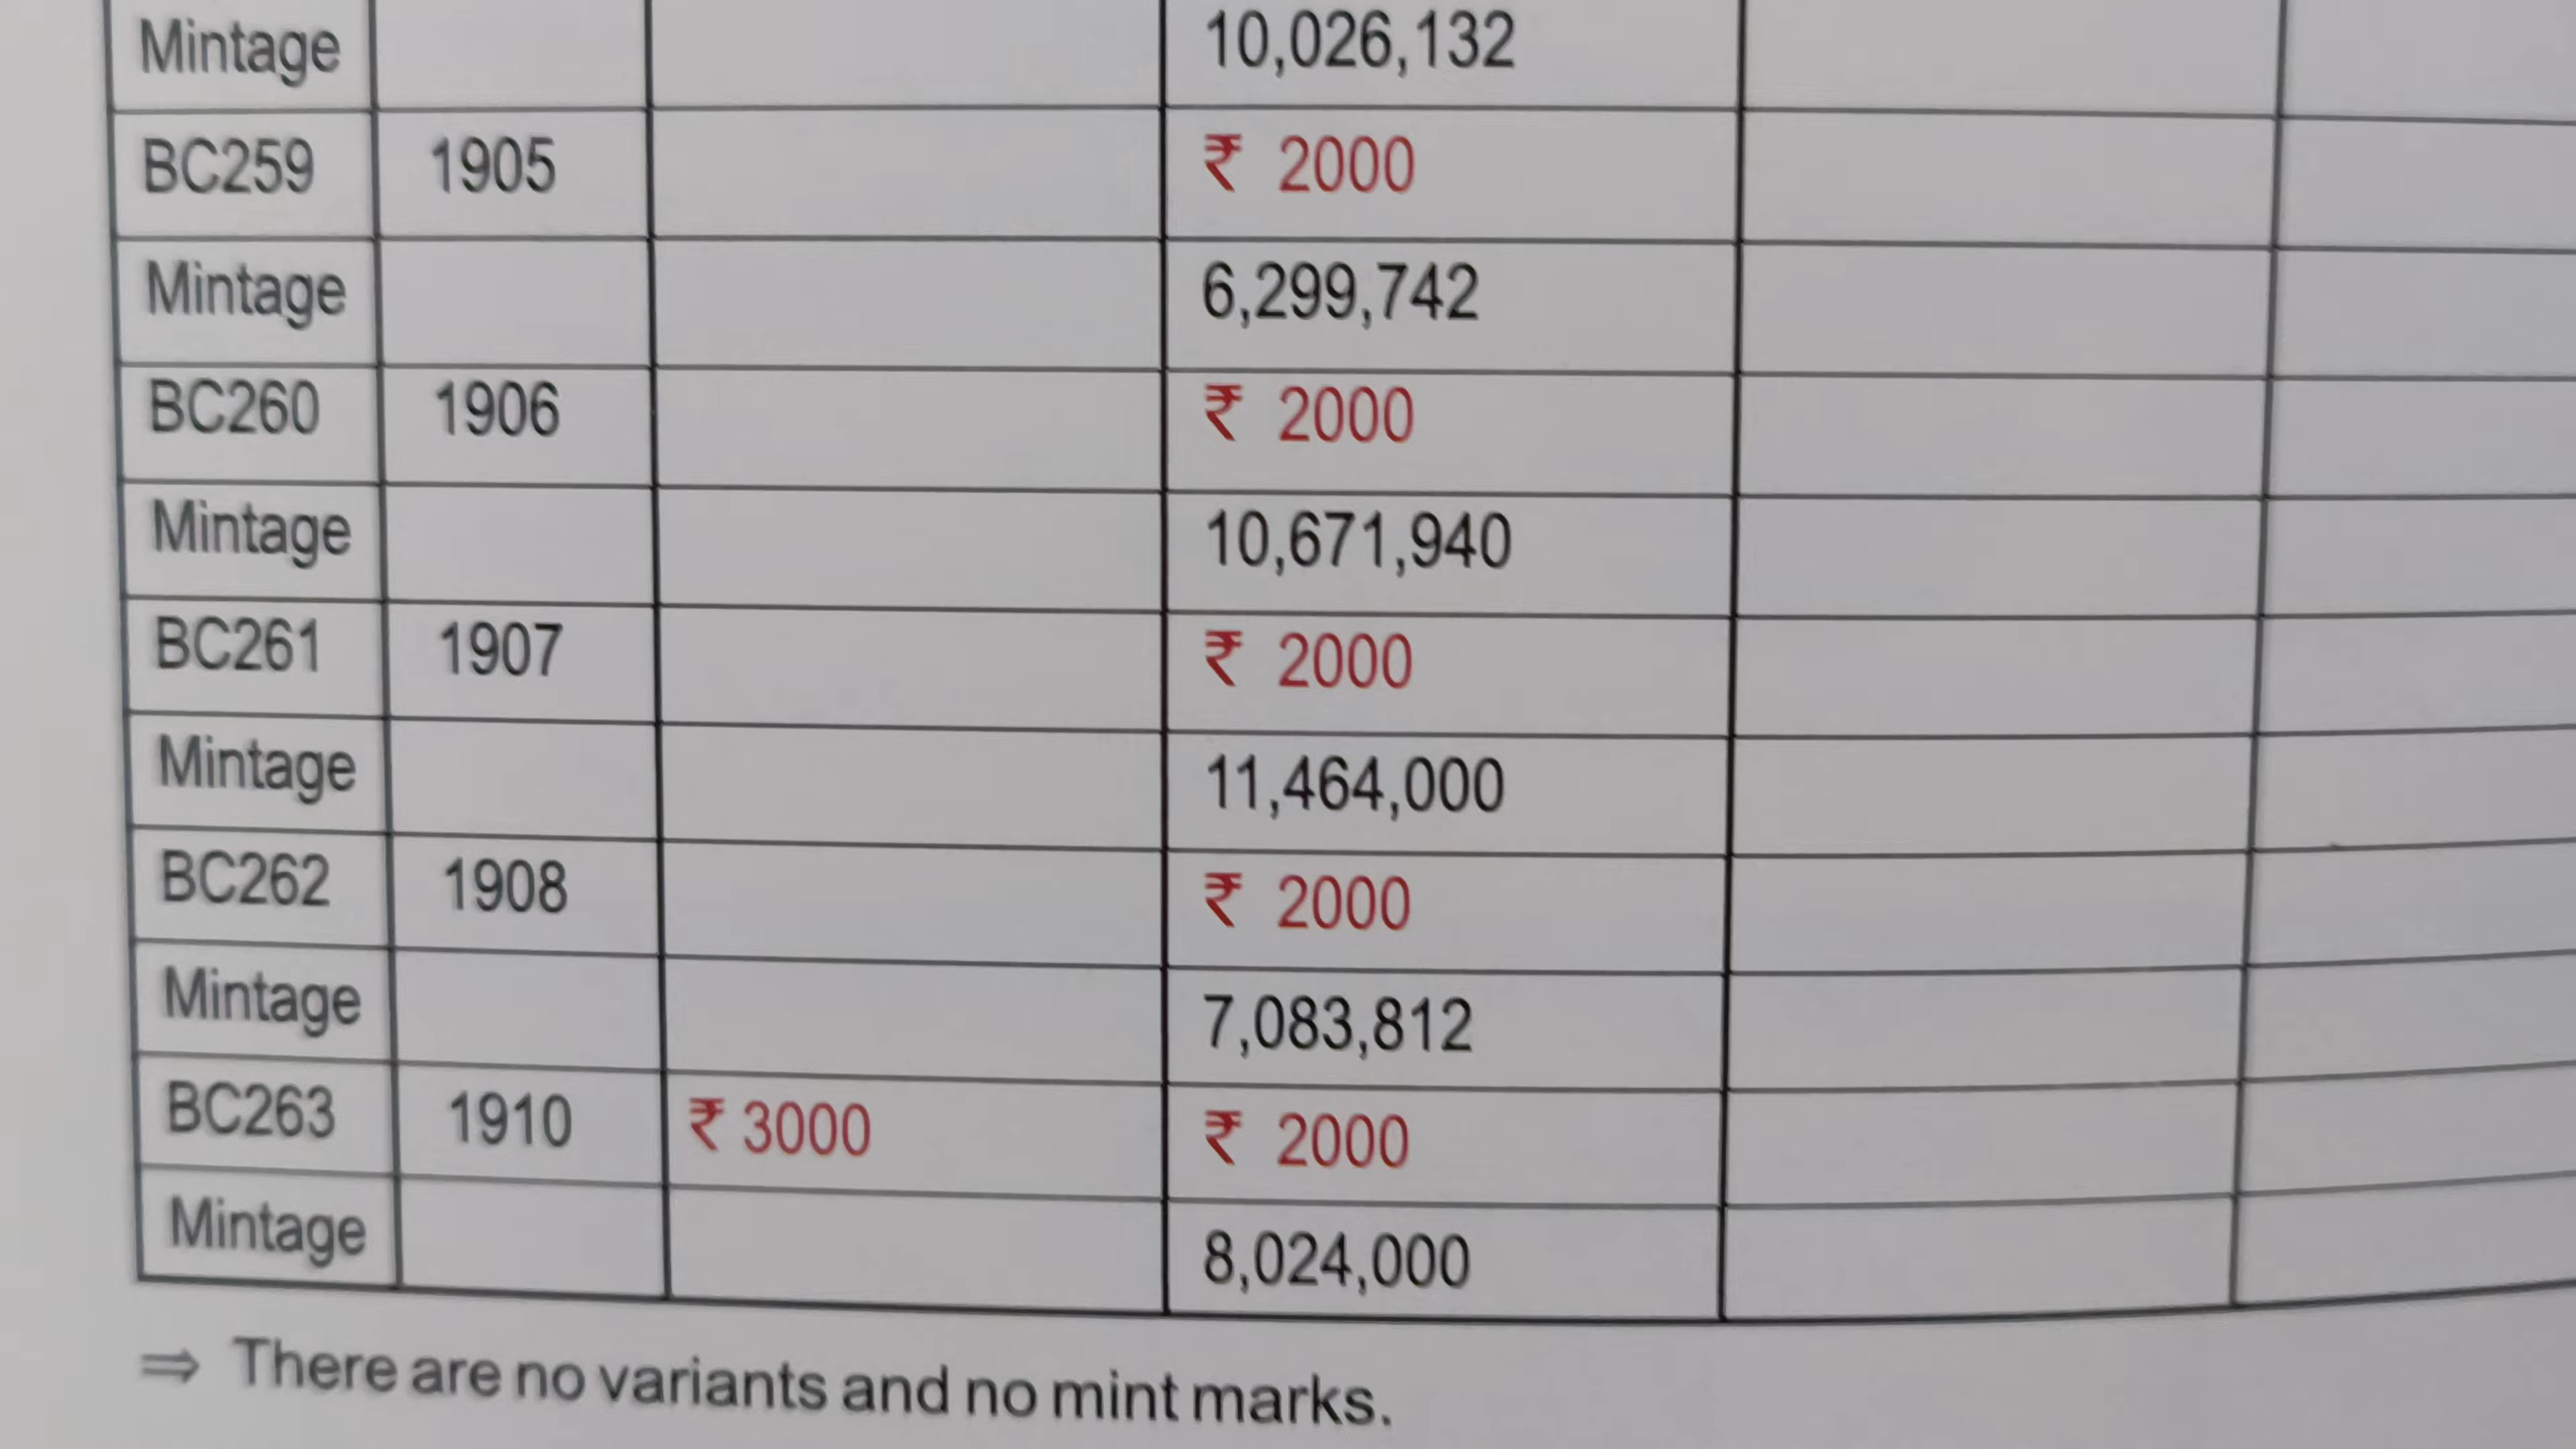 Mintage 10,026,132
BC259 1905 ₹ 2000
Mintage 6,299,742
BC260 1906 ₹ 2000
Mintage 10,671,940
BC261 1907 ₹ 2000
Mintage 11,464,000
BC262 1908 ₹ 2000
Mintage 7,083,812
BC263 1910 ₹ 3000 ₹ 2000
Mintage 8,024,000
⇒ There are no variants and no mint marks.